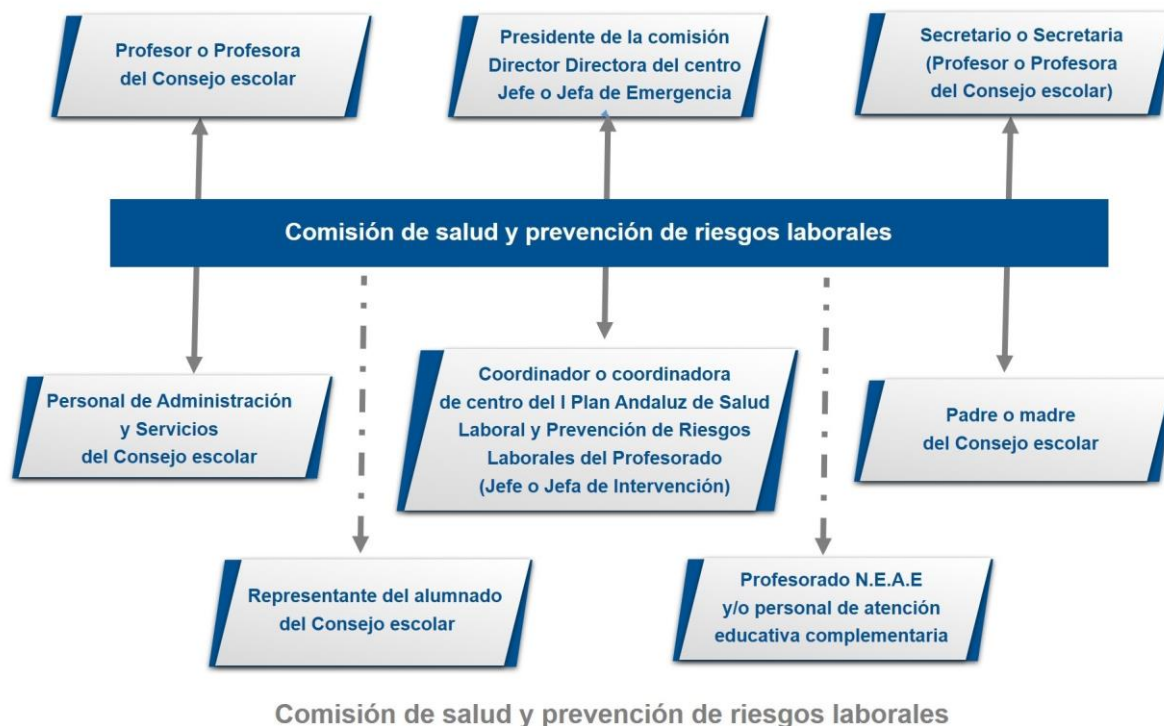 Profesor o Profesora
del Consejo escolar
Presidente de la comisión
Director Directora del centro
Jefe o Jefa de Emergencia
Secretario o Secretaria
(Profesor o Profesora
del Consejo escolar)
Comisión de salud y prevención de riesgos laborales
Personal de Administración
y Servicios
del Consejo escolar
Coordinador o coordinadora
de centro del I Plan Andaluz de Salud
Laboral y Prevención de Riesgos
Laborales del Profesorado
(Jefe o Jefa de Intervención)
Padre o madre
del Consejo escolar
Representante del alumnado
del Consejo escolar
Profesorado N.E.A.E
y/o personal de atención
educativa complementaria
Comisión de salud y prevención de riesgos laborales